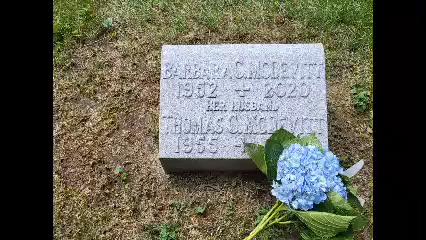 BARBARA C. MCDEVITT
1952 2020
HER HUSBAND
THOMAS C. MCDEVITT
1955